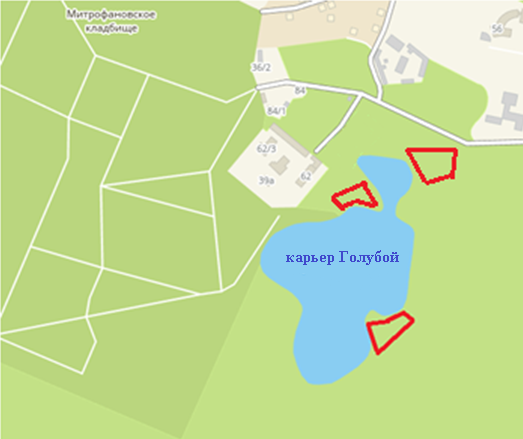 Митрофановское
кладбище
56
36/2
84
84/1
62/3
39а
62
карьер Голубой